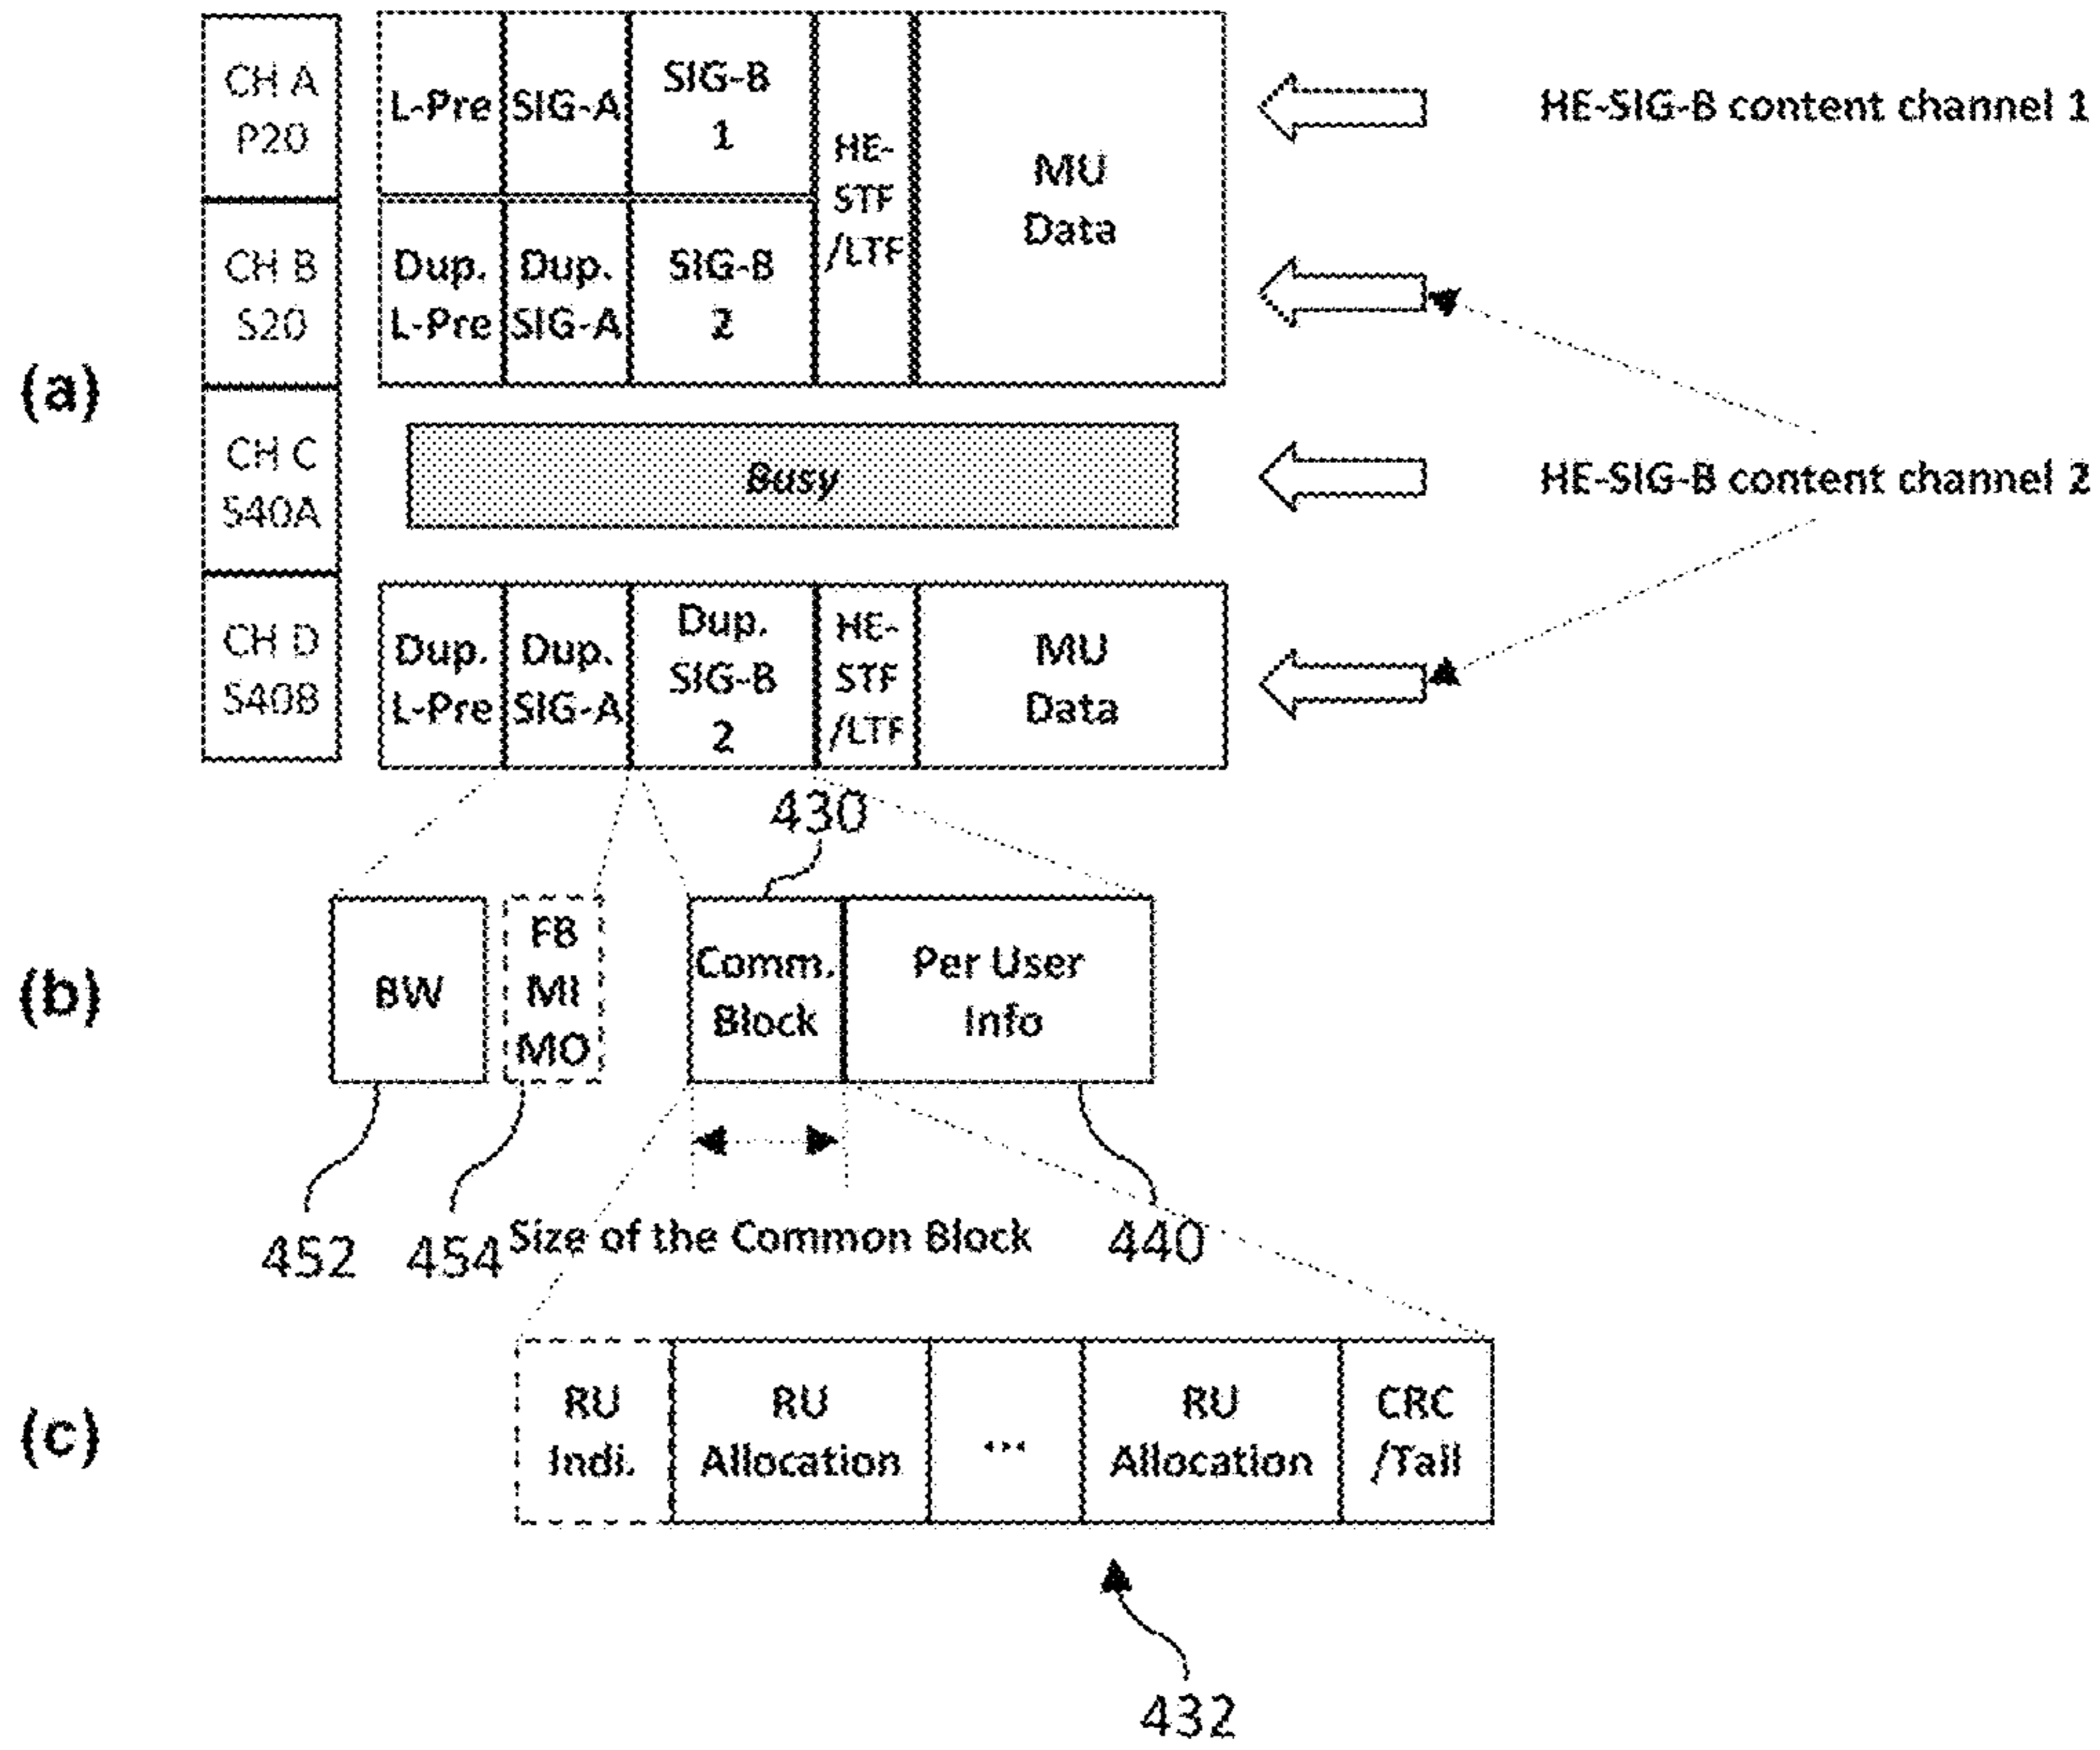 (a)
CH A
P20
CH B
S20
CH C
S40A
CH D
S40B
L-Pre
SIG-A
SIG-B
1
HE-
STF
/LTF
MU
Data
Dup.
L-Pre
Dup.
SIG-A
SIG-B
2
Busy
Dup.
L-Pre
Dup.
SIG-A
Dup.
SIG-B
2
HE-
STF
/LTF
MU
Data
HE-SIG-B content channel 1
HE-SIG-B content channel 2
430
(b)
BW
FB
MI
MO
Comm.
Block
Per User
Info
452
454
Size of the Common Block
440
(c)
RU
Indi.
RU
Allocation
...
RU
Allocation
CRC
/Tail
432